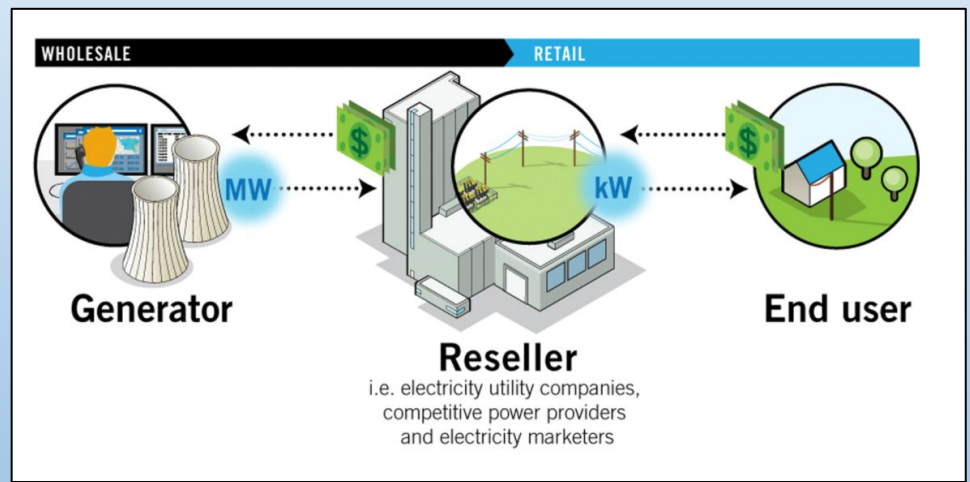 WHOLESALE
RETAIL
$
$
MW
kW
Generator
End user
Reseller
i.e. electricity utility companies,
competitive power providers
and electricity marketers